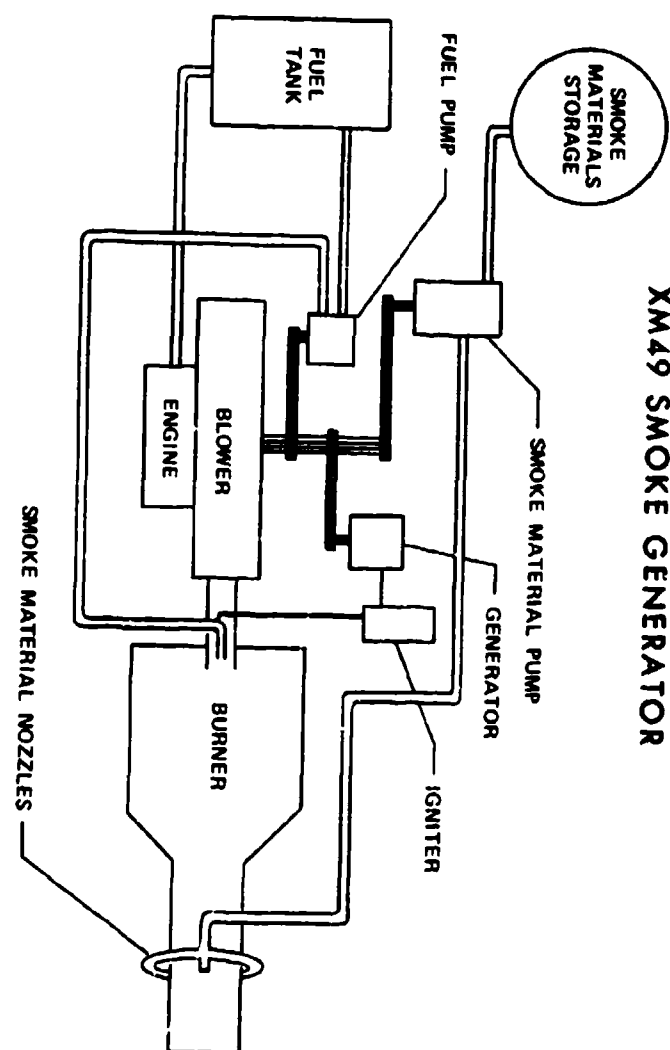 XM49 SMOKE GENERATOR
SMOKE
MATERIALS
STORAGE
SMOKE MATERIAL PUMP
FUEL PUMP
GENERATOR
IGNITER
FUEL
TANK
BLOWER
ENGINE
BURNER
SMOKE MATERIAL NOZZLES